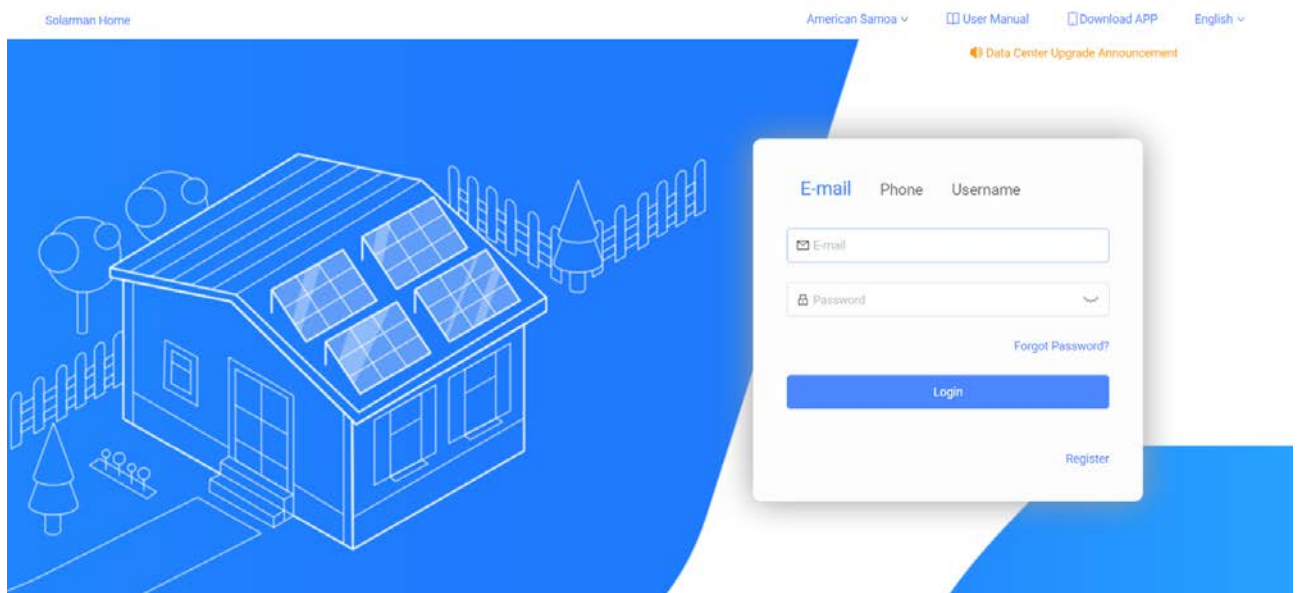 Solarman Home
American Samoa
User Manual
Download APP
English
Data Center Upgrade Announcement
E-mail
Phone
Username
E-mail
Password
Forgot Password?
Login
Register